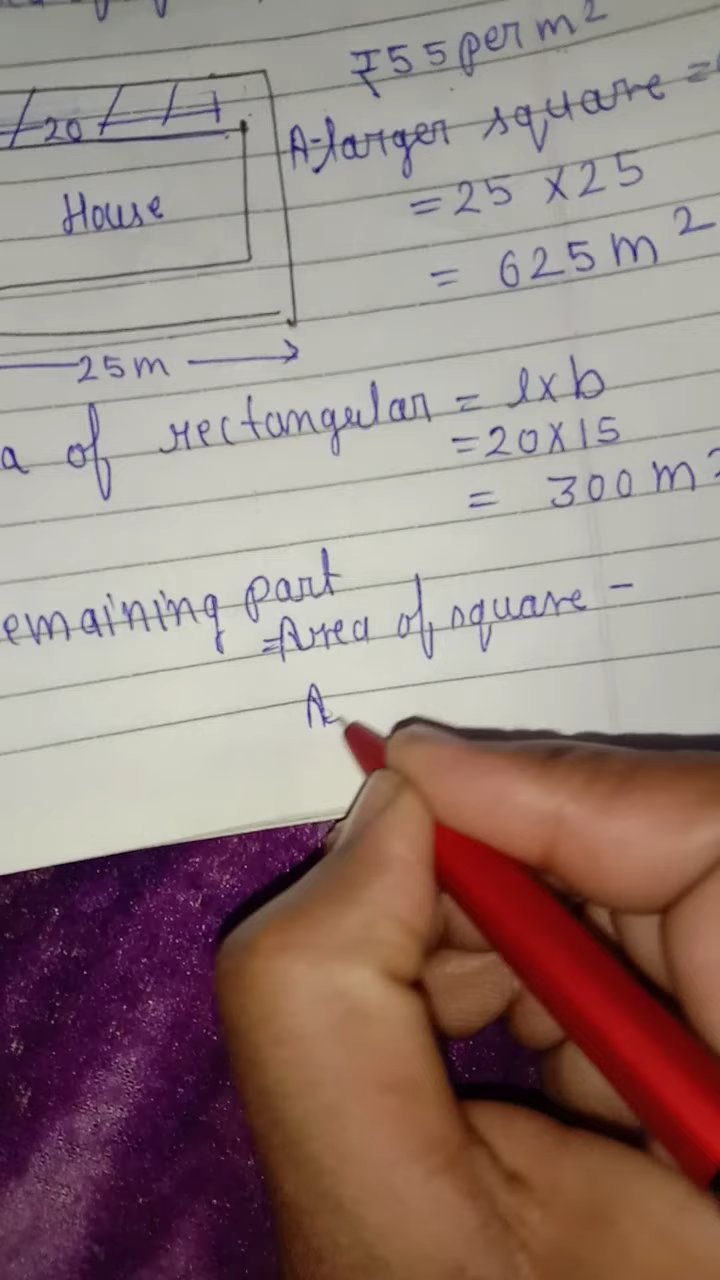 ₹55 per m²
20
A-larger square =
= 25 × 25
House
= 625 m²
25m
of rectangular = l×b
= 20×15
= 300 m²
emaining part
= Area of square -